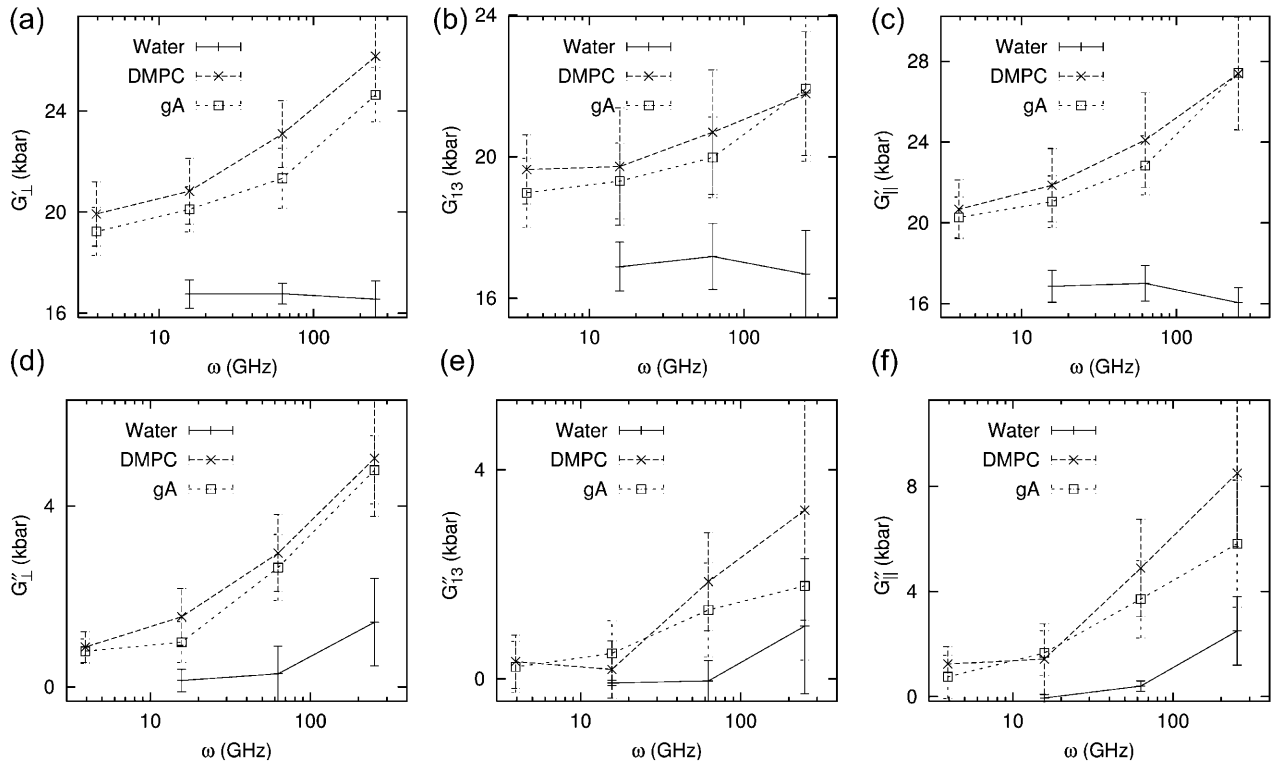 (a)
Water
DMPC
gA
24
20
16
G′⊥ (kbar)
10
100
ω (GHz)
(b)
24
Water
DMPC
gA
20
16
G′13 (kbar)
10
100
ω (GHz)
(c)
Water
DMPC
gA
28
24
20
16
G′|| (kbar)
10
100
ω (GHz)
(d)
Water
DMPC
gA
4
0
G″⊥ (kbar)
10
100
ω (GHz)
(e)
Water
DMPC
gA
4
0
G″13 (kbar)
10
100
ω (GHz)
(f)
Water
DMPC
gA
8
4
0
G″|| (kbar)
10
100
ω (GHz)